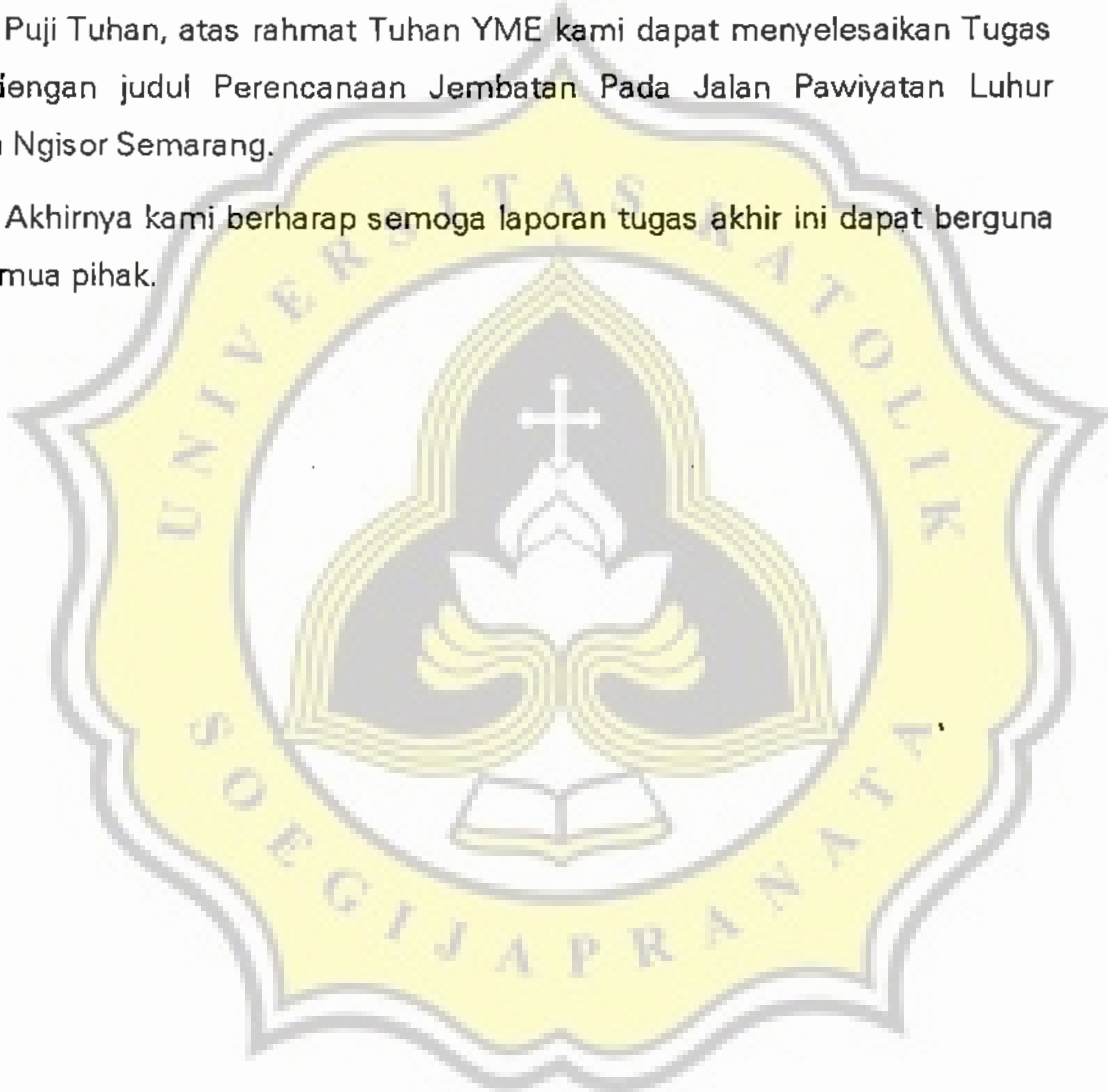 Puji Tuhan, atas rahmat Tuhan YME kami dapat menyelesaikan Tugas
dengan judul Perencanaan Jembatan Pada Jalan Pawiyatan Luhur
Ngisor Semarang.
Akhirnya kami berharap semoga laporan tugas akhir ini dapat berguna
mua pihak.
UNIVERSITAS KATOLIK
SOEGIJAPRANATA